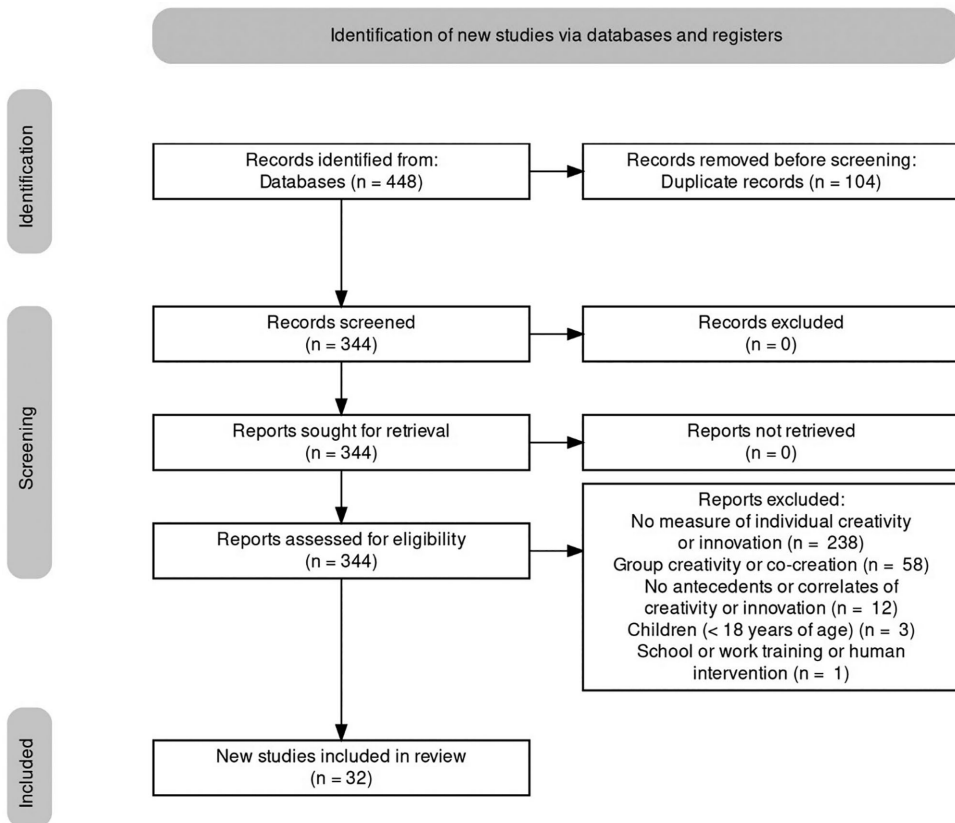 Identification of new studies via databases and registers
Identification
Records identified from:
Databases (n = 448)
Records removed before screening:
Duplicate records (n = 104)
Screening
Records screened
(n = 344)
Records excluded
(n = 0)
Reports sought for retrieval
(n = 344)
Reports not retrieved
(n = 0)
Reports assessed for eligibility
(n = 344)
Reports excluded:
No measure of individual creativity
or innovation (n = 238)
Group creativity or co-creation (n = 58)
No antecedents or correlates of
creativity or innovation (n = 12)
Children (< 18 years of age) (n = 3)
School or work training or human
intervention (n = 1)
Included
New studies included in review
(n = 32)